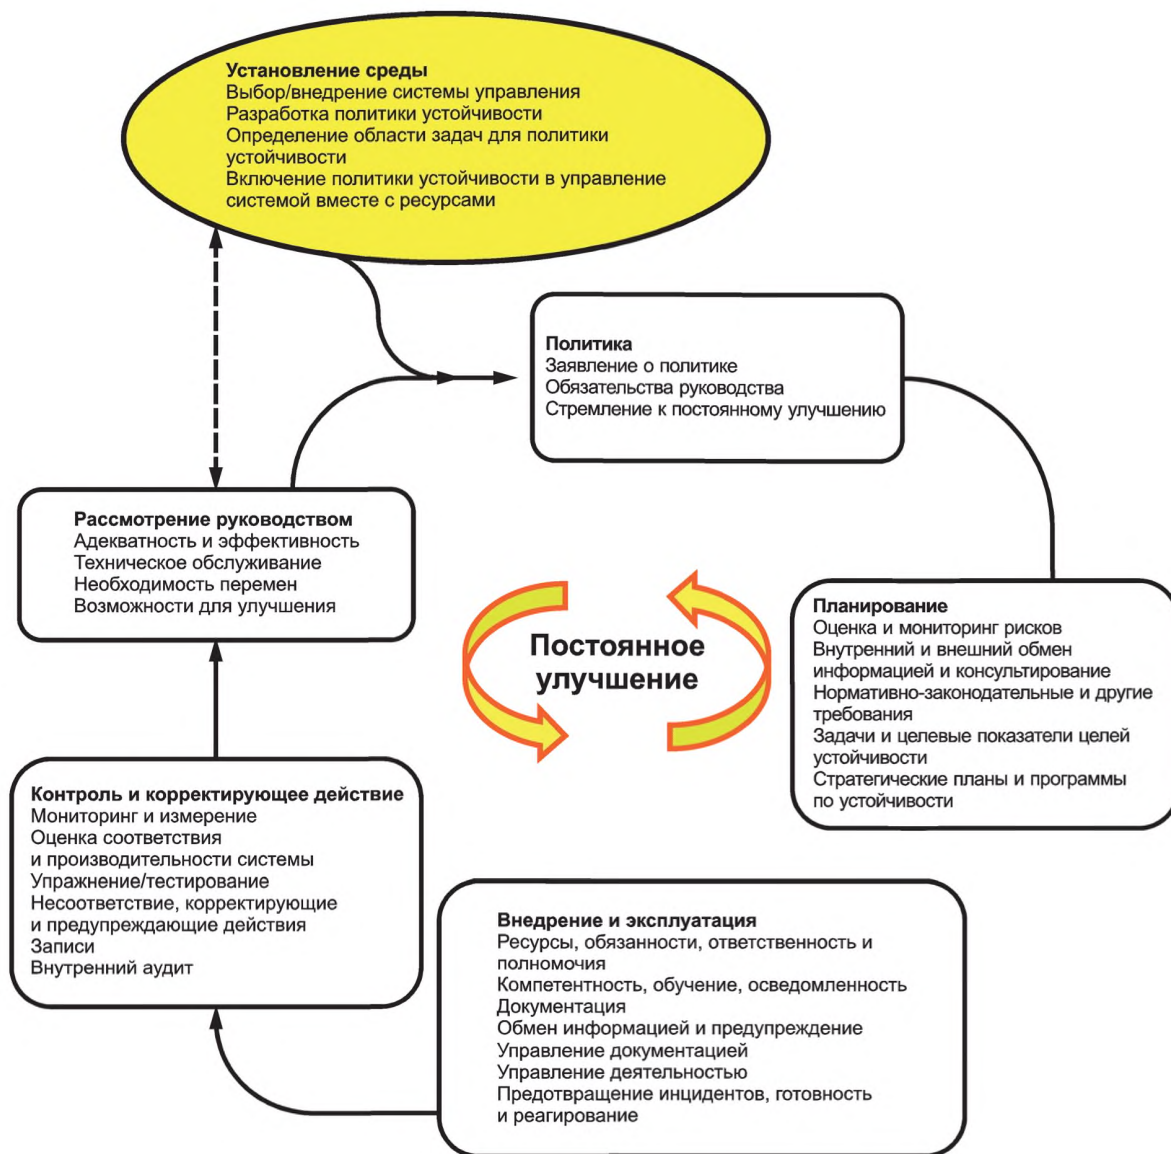 Установление среды
Выбор/внедрение системы управления
Разработка политики устойчивости
Определение области задач для политики
устойчивости
Включение политики устойчивости в управление
системой вместе с ресурсами
Политика
Заявление о политике
Обязательства руководства
Стремление к постоянному улучшению
Рассмотрение руководством
Адекватность и эффективность
Техническое обслуживание
Необходимость перемен
Возможности для улучшения
Постоянное
улучшение
Планирование
Оценка и мониторинг рисков
Внутренний и внешний обмен
информацией и консультирование
Нормативно-законодательные и другие
требования
Задачи и целевые показатели целей
устойчивости
Стратегические планы и программы
по устойчивости
Контроль и корректирующее действие
Мониторинг и измерение
Оценка соответствия
и производительности системы
Упражнение/тестирование
Несоответствие, корректирующие
и предупреждающие действия
Записи
Внутренний аудит
Внедрение и эксплуатация
Ресурсы, обязанности, ответственность и
полномочия
Компетентность, обучение, осведомленность
Документация
Обмен информацией и предупреждение
Управление документацией
Управление деятельностью
Предотвращение инцидентов, готовность
и реагирование